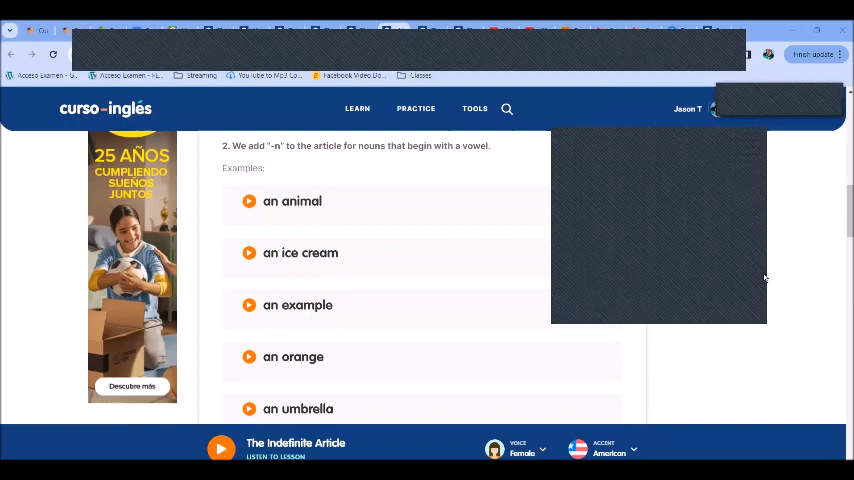 Finish update
Acceso Examen - G...
Acceso Examen - FE...
Streaming
YouTube to Mp3 Co...
Facebook Video Do...
Classes
curso-inglés
LEARN
PRACTICE
TOOLS
Jason T
25 AÑOS
CUMPLIENDO
SUEÑOS
JUNTOS
Descubre más
2. We add "-n" to the article for nouns that begin with a vowel.
Examples:
an animal
an ice cream
an example
an orange
an umbrella
The Indefinite Article
LISTEN TO LESSON
VOICE
Female
ACCENT
American